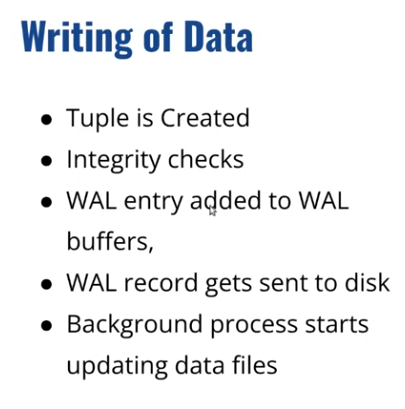 Writing of Data
● Tuple is Created
● Integrity checks
● WAL entry added to WAL
buffers,
● WAL record gets sent to disk
● Background process starts
updating data files